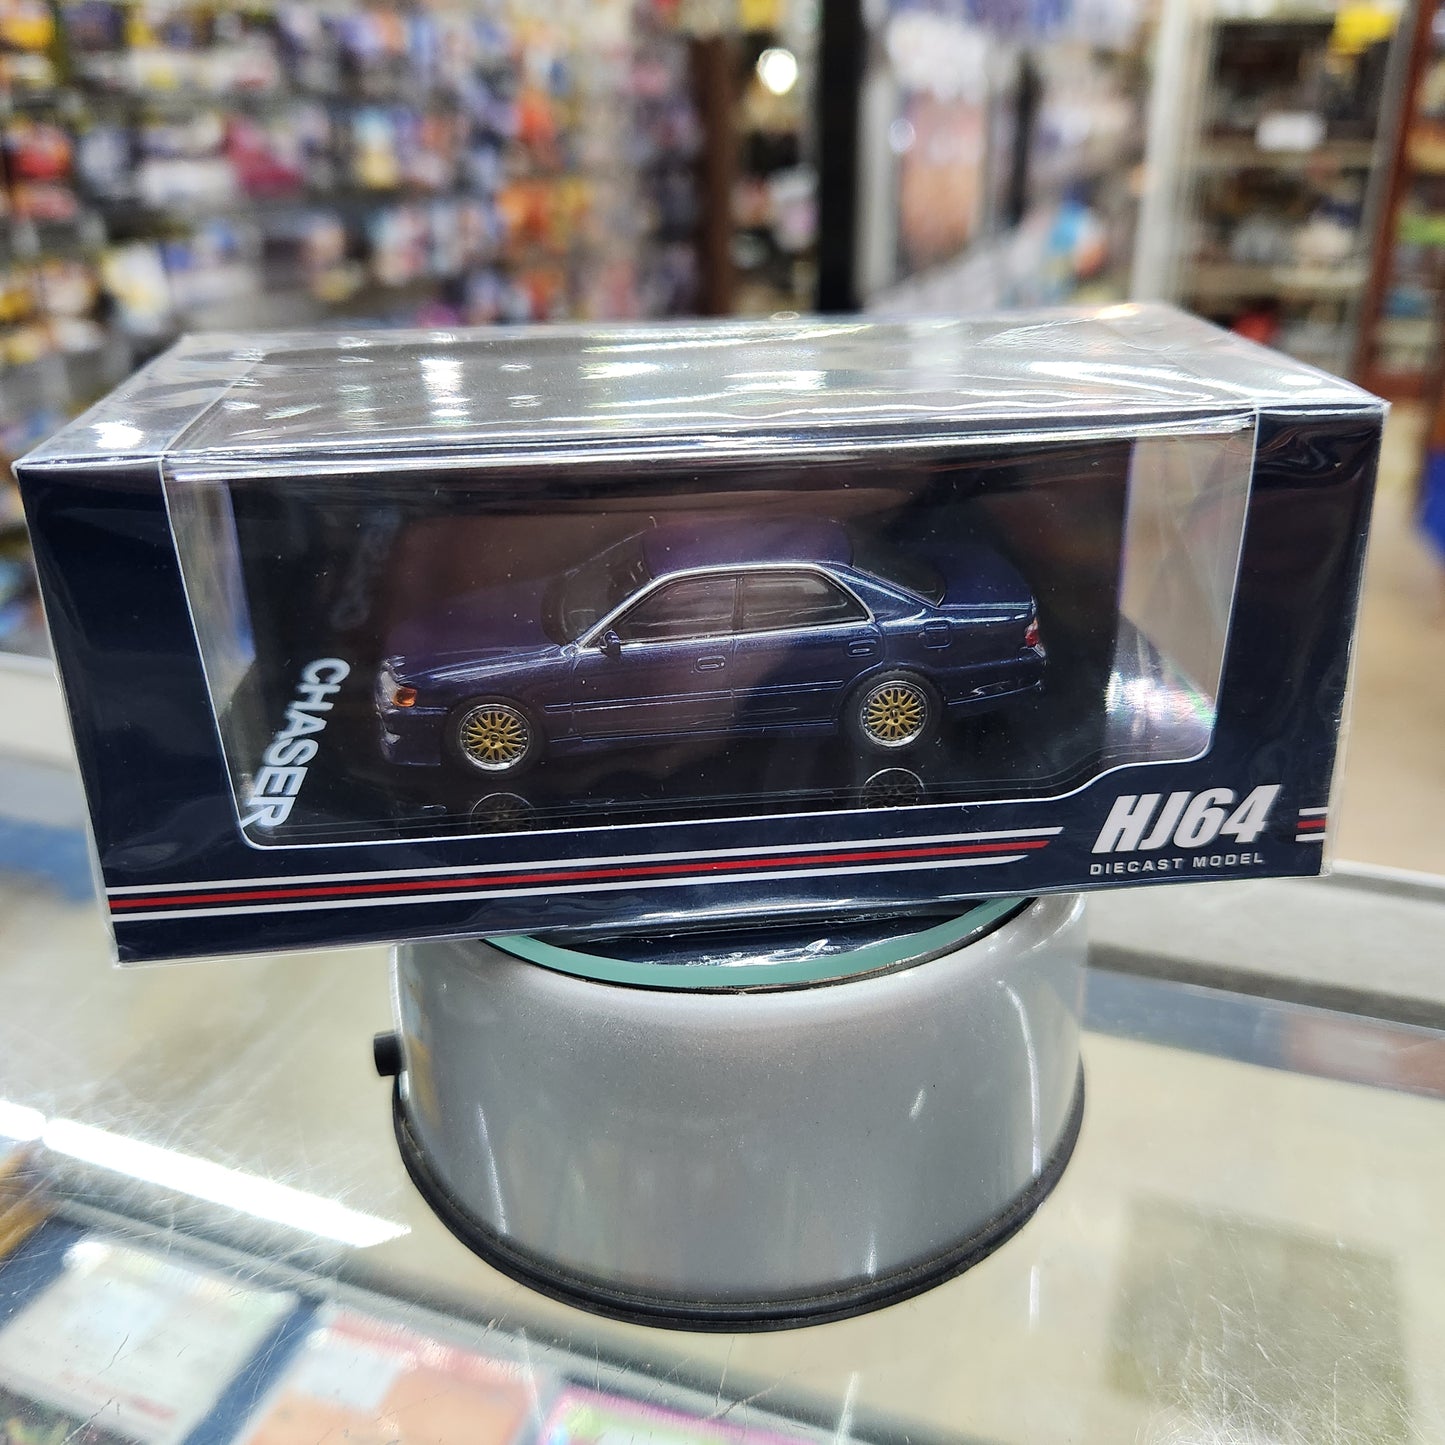 CHASER
HJ64
DIECAST MODEL